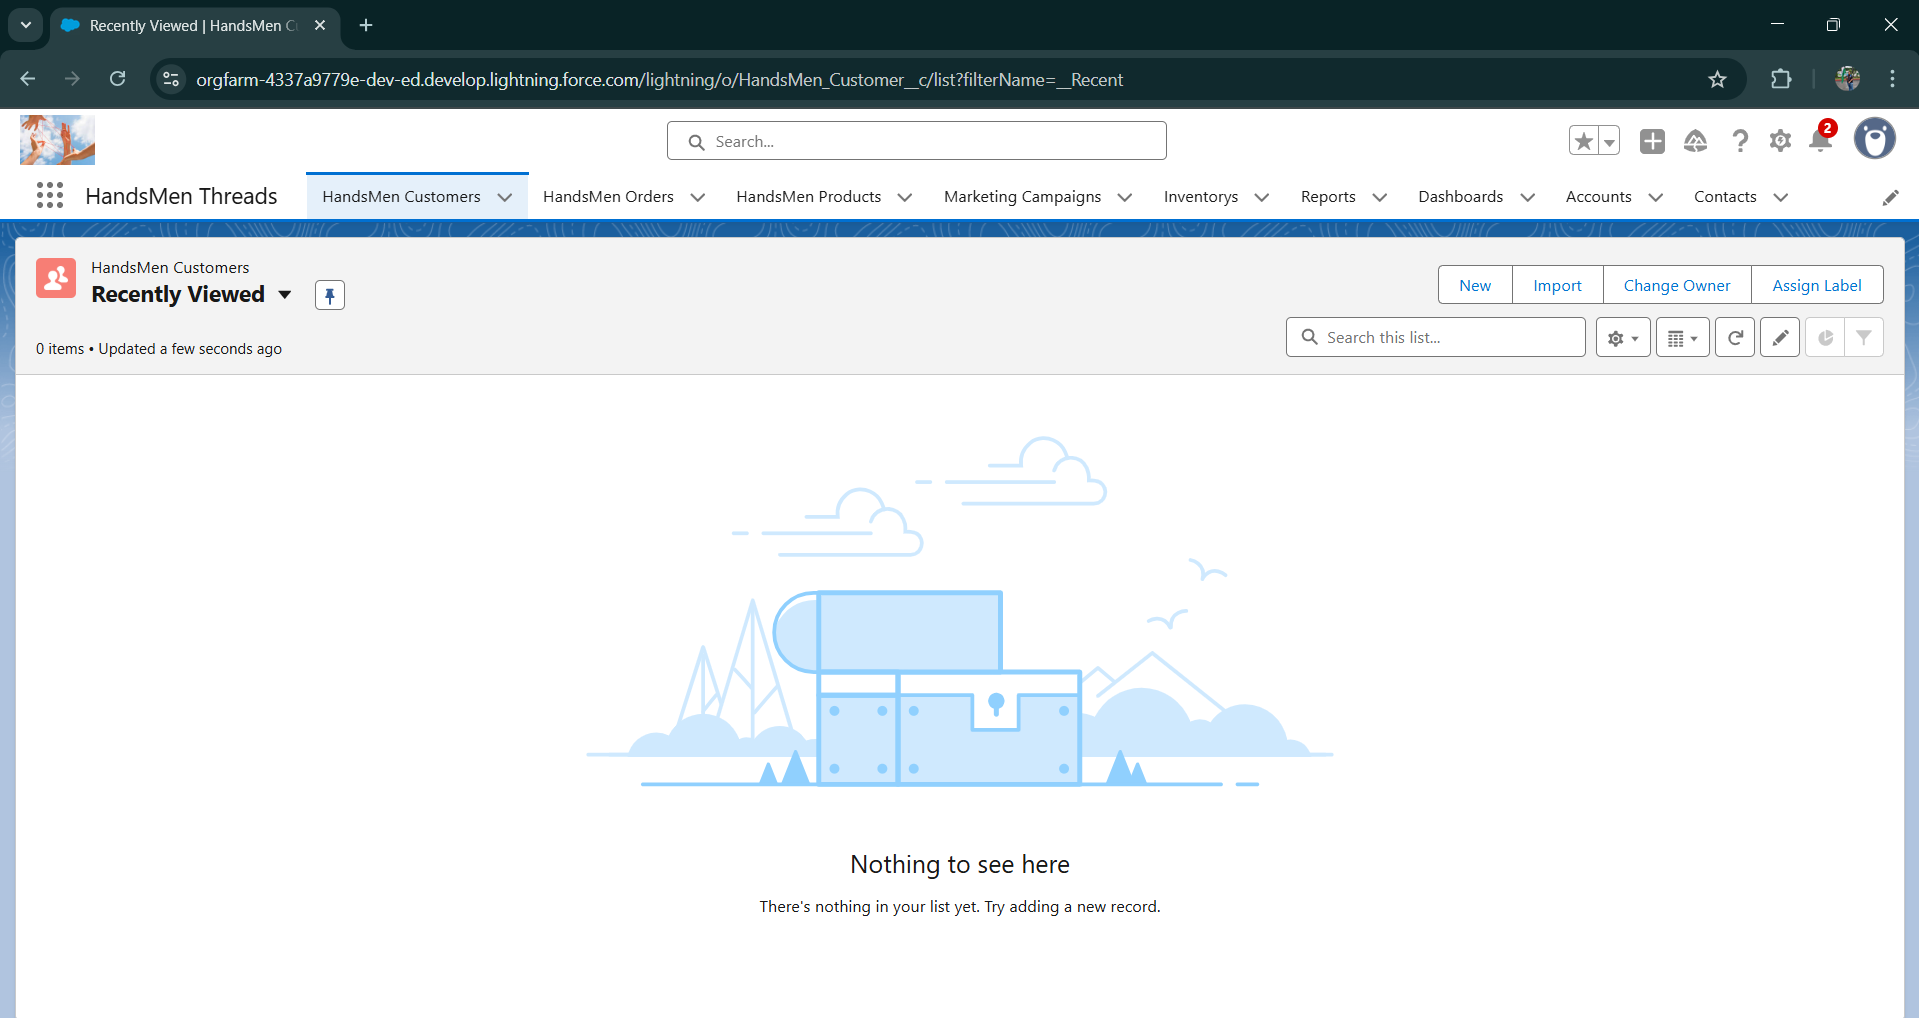 Recently Viewed | HandsMen C
orgfarm-4337a9779e-dev-ed.develop.lightning.force.com/lightning/o/HandsMen_Customer__c/list?filterName=__Recent
Search...
2
HandsMen Threads
HandsMen Customers
HandsMen Orders
HandsMen Products
Marketing Campaigns
Inventorys
Reports
Dashboards
Accounts
Contacts
HandsMen Customers
Recently Viewed
New
Import
Change Owner
Assign Label
0 items • Updated a few seconds ago
Search this list...
Nothing to see here
There's nothing in your list yet. Try adding a new record.